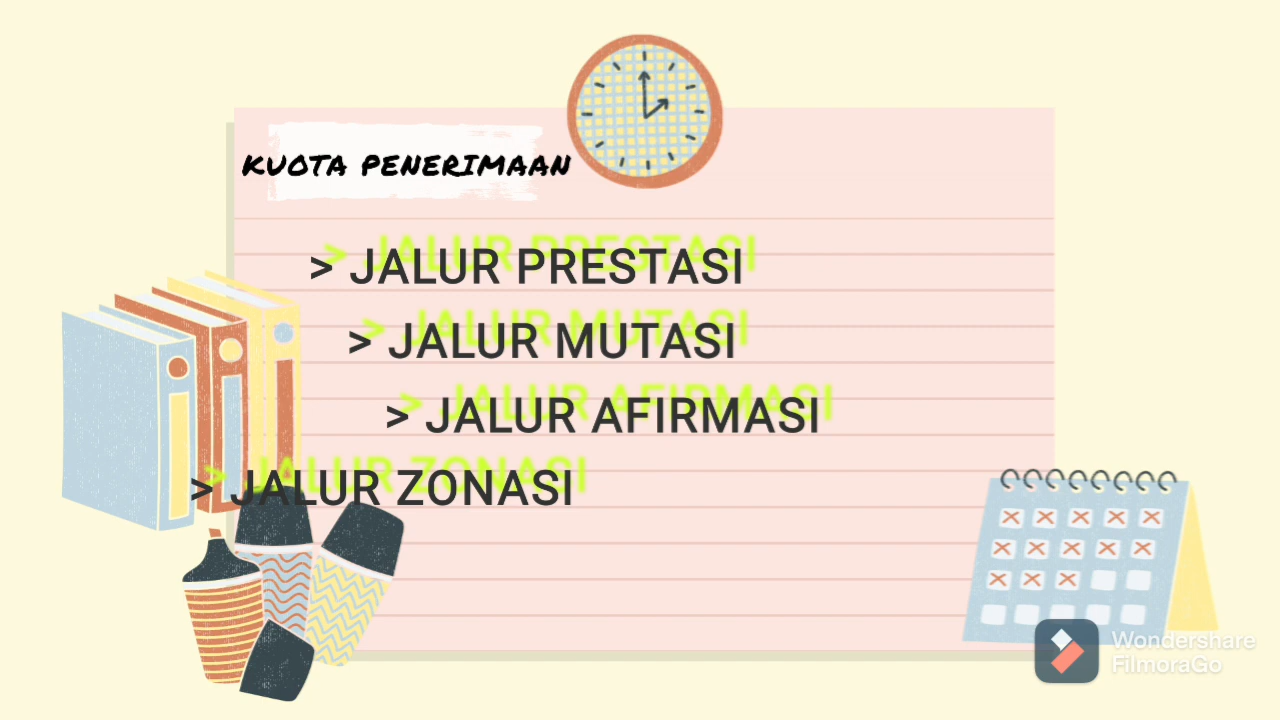 KUOTA PENERIMAAN
> JALUR PRESTASI
> JALUR MUTASI
> JALUR AFIRMASI
> JALUR ZONASI
Wondershare
FilmoraGo